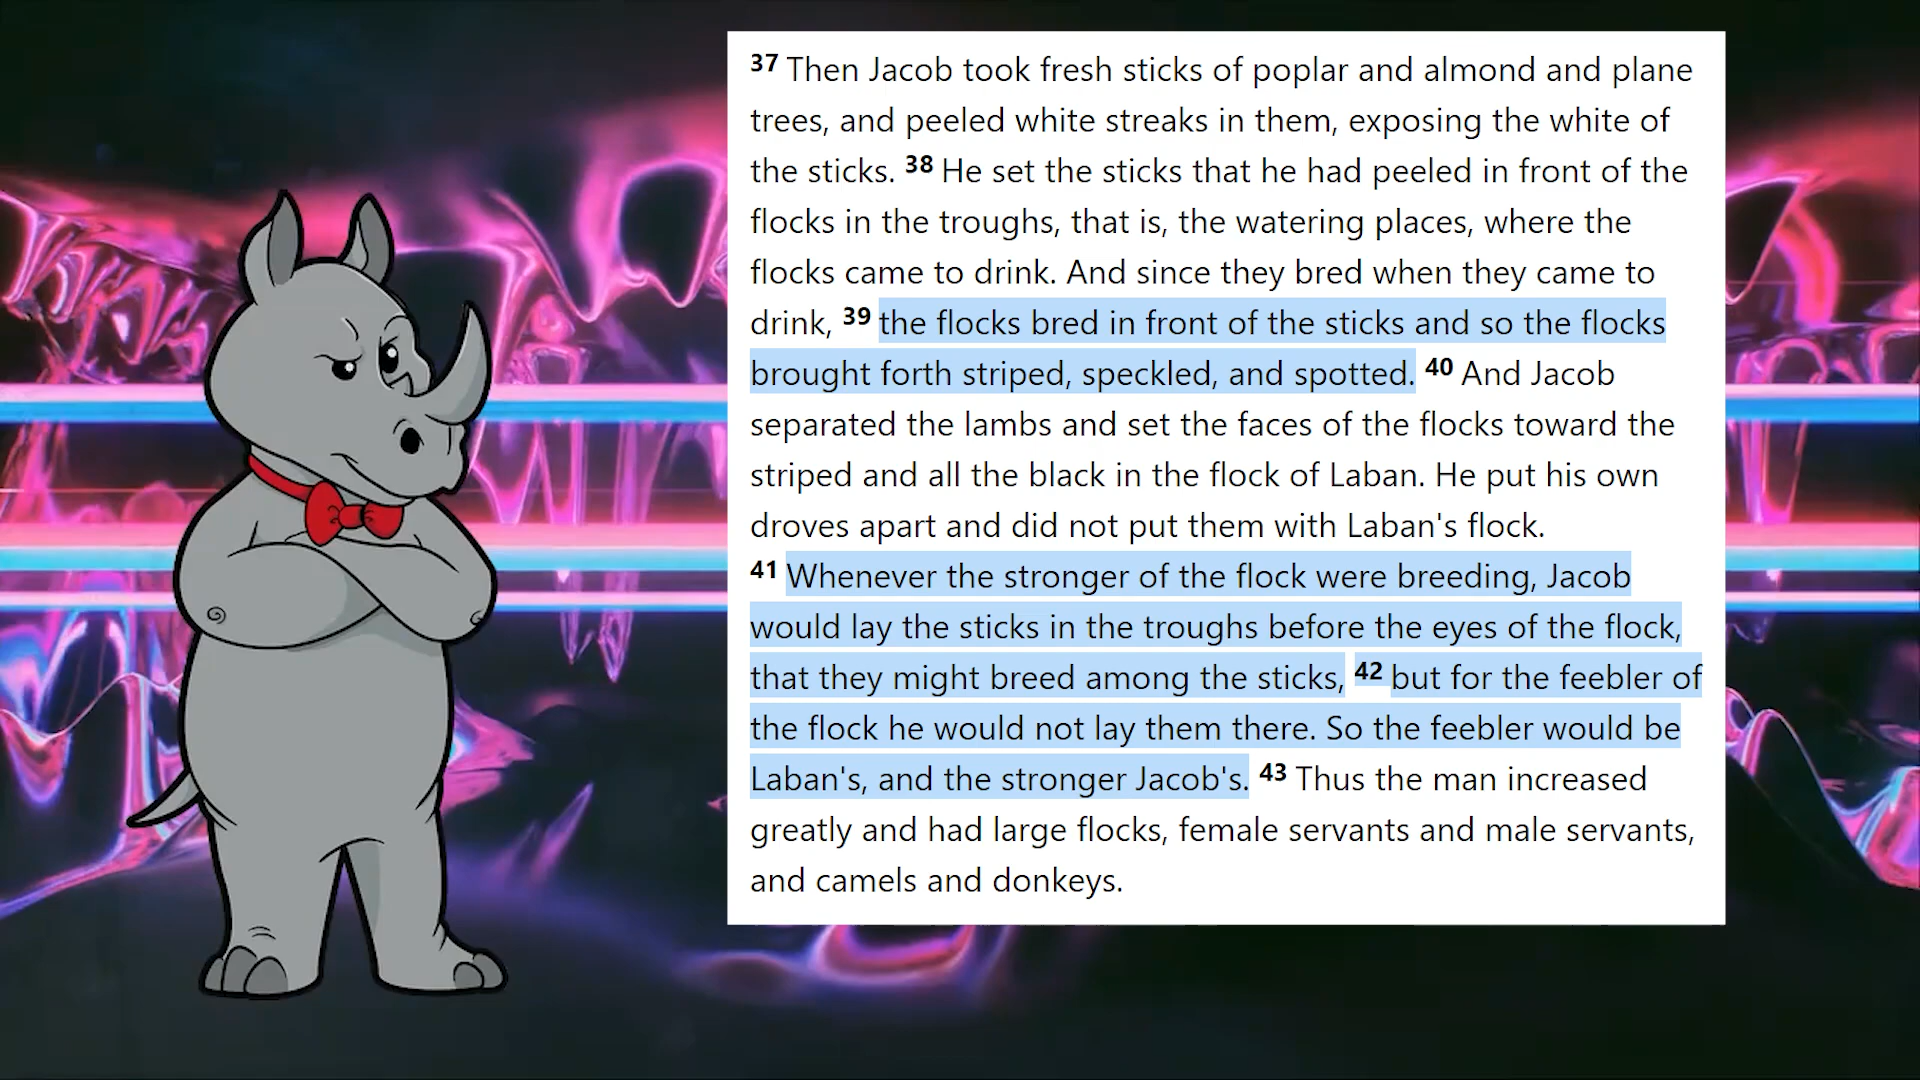 37 Then Jacob took fresh sticks of poplar and almond and plane
trees, and peeled white streaks in them, exposing the white of
the sticks. 38 He set the sticks that he had peeled in front of the
flocks in the troughs, that is, the watering places, where the
flocks came to drink. And since they bred when they came to
drink, 39 the flocks bred in front of the sticks and so the flocks
brought forth striped, speckled, and spotted. 40 And Jacob
separated the lambs and set the faces of the flocks toward the
striped and all the black in the flock of Laban. He put his own
droves apart and did not put them with Laban's flock.
41 Whenever the stronger of the flock were breeding, Jacob
would lay the sticks in the troughs before the eyes of the flock,
that they might breed among the sticks, 42 but for the feebler of
the flock he would not lay them there. So the feebler would be
Laban's, and the stronger Jacob's. 43 Thus the man increased
greatly and had large flocks, female servants and male servants,
and camels and donkeys.